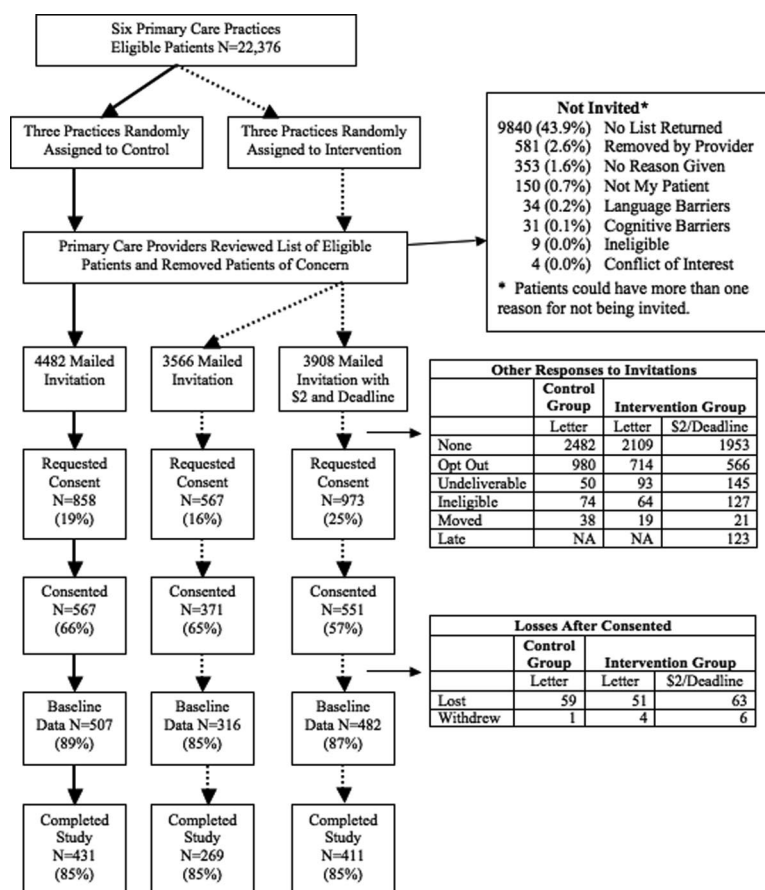 Six Primary Care Practices
Eligible Patients N=22,376
Three Practices Randomly
Assigned to Control
Three Practices Randomly
Assigned to Intervention
Not Invited*
9840 (43.9%) No List Returned
581 (2.6%) Removed by Provider
353 (1.6%) No Reason Given
150 (0.7%) Not My Patient
34 (0.2%) Language Barriers
31 (0.1%) Cognitive Barriers
9 (0.0%) Ineligible
4 (0.0%) Conflict of Interest
* Patients could have more than one
reason for not being invited.
Primary Care Providers Reviewed List of Eligible
Patients and Removed Patients of Concern
4482 Mailed
Invitation
3566 Mailed
Invitation
3908 Mailed
Invitation with
$2 and Deadline
Other Responses to Invitations
Control
Group Intervention Group
Letter Letter $2/Deadline
None 2482 2109 1953
Opt Out 980 714 566
Undeliverable 50 93 145
Ineligible 74 64 127
Moved 38 19 21
Late NA NA 123
Requested
Consent
N=858
(19%)
Requested
Consent
N=567
(16%)
Requested
Consent
N=973
(25%)
Consented
N=567
(66%)
Consented
N=371
(65%)
Consented
N=551
(57%)
Losses After Consented
Control
Group Intervention Group
Letter Letter $2/Deadline
Lost 59 51 63
Withdrew 1 4 6
Baseline
Data N=507
(89%)
Baseline
Data N=316
(85%)
Baseline
Data N=482
(87%)
Completed
Study
N=431
(85%)
Completed
Study
N=269
(85%)
Completed
Study
N=411
(85%)